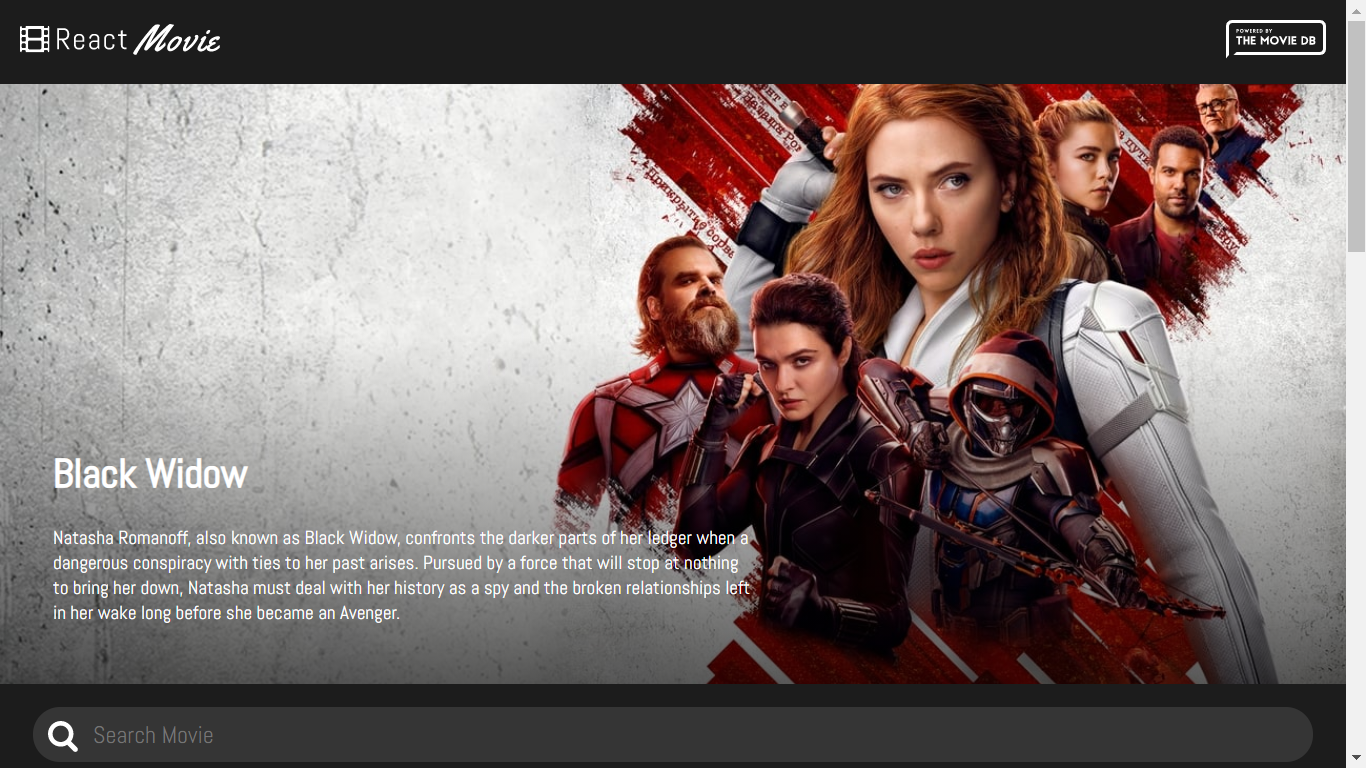 React Movie
POWERED BY
THE MOVIE DB
Black Widow
Natasha Romanoff, also known as Black Widow, confronts the darker parts of her ledger when a
dangerous conspiracy with ties to her past arises. Pursued by a force that will stop at nothing
to bring her down, Natasha must deal with her history as a spy and the broken relationships left
in her wake long before she became an Avenger.
Search Movie